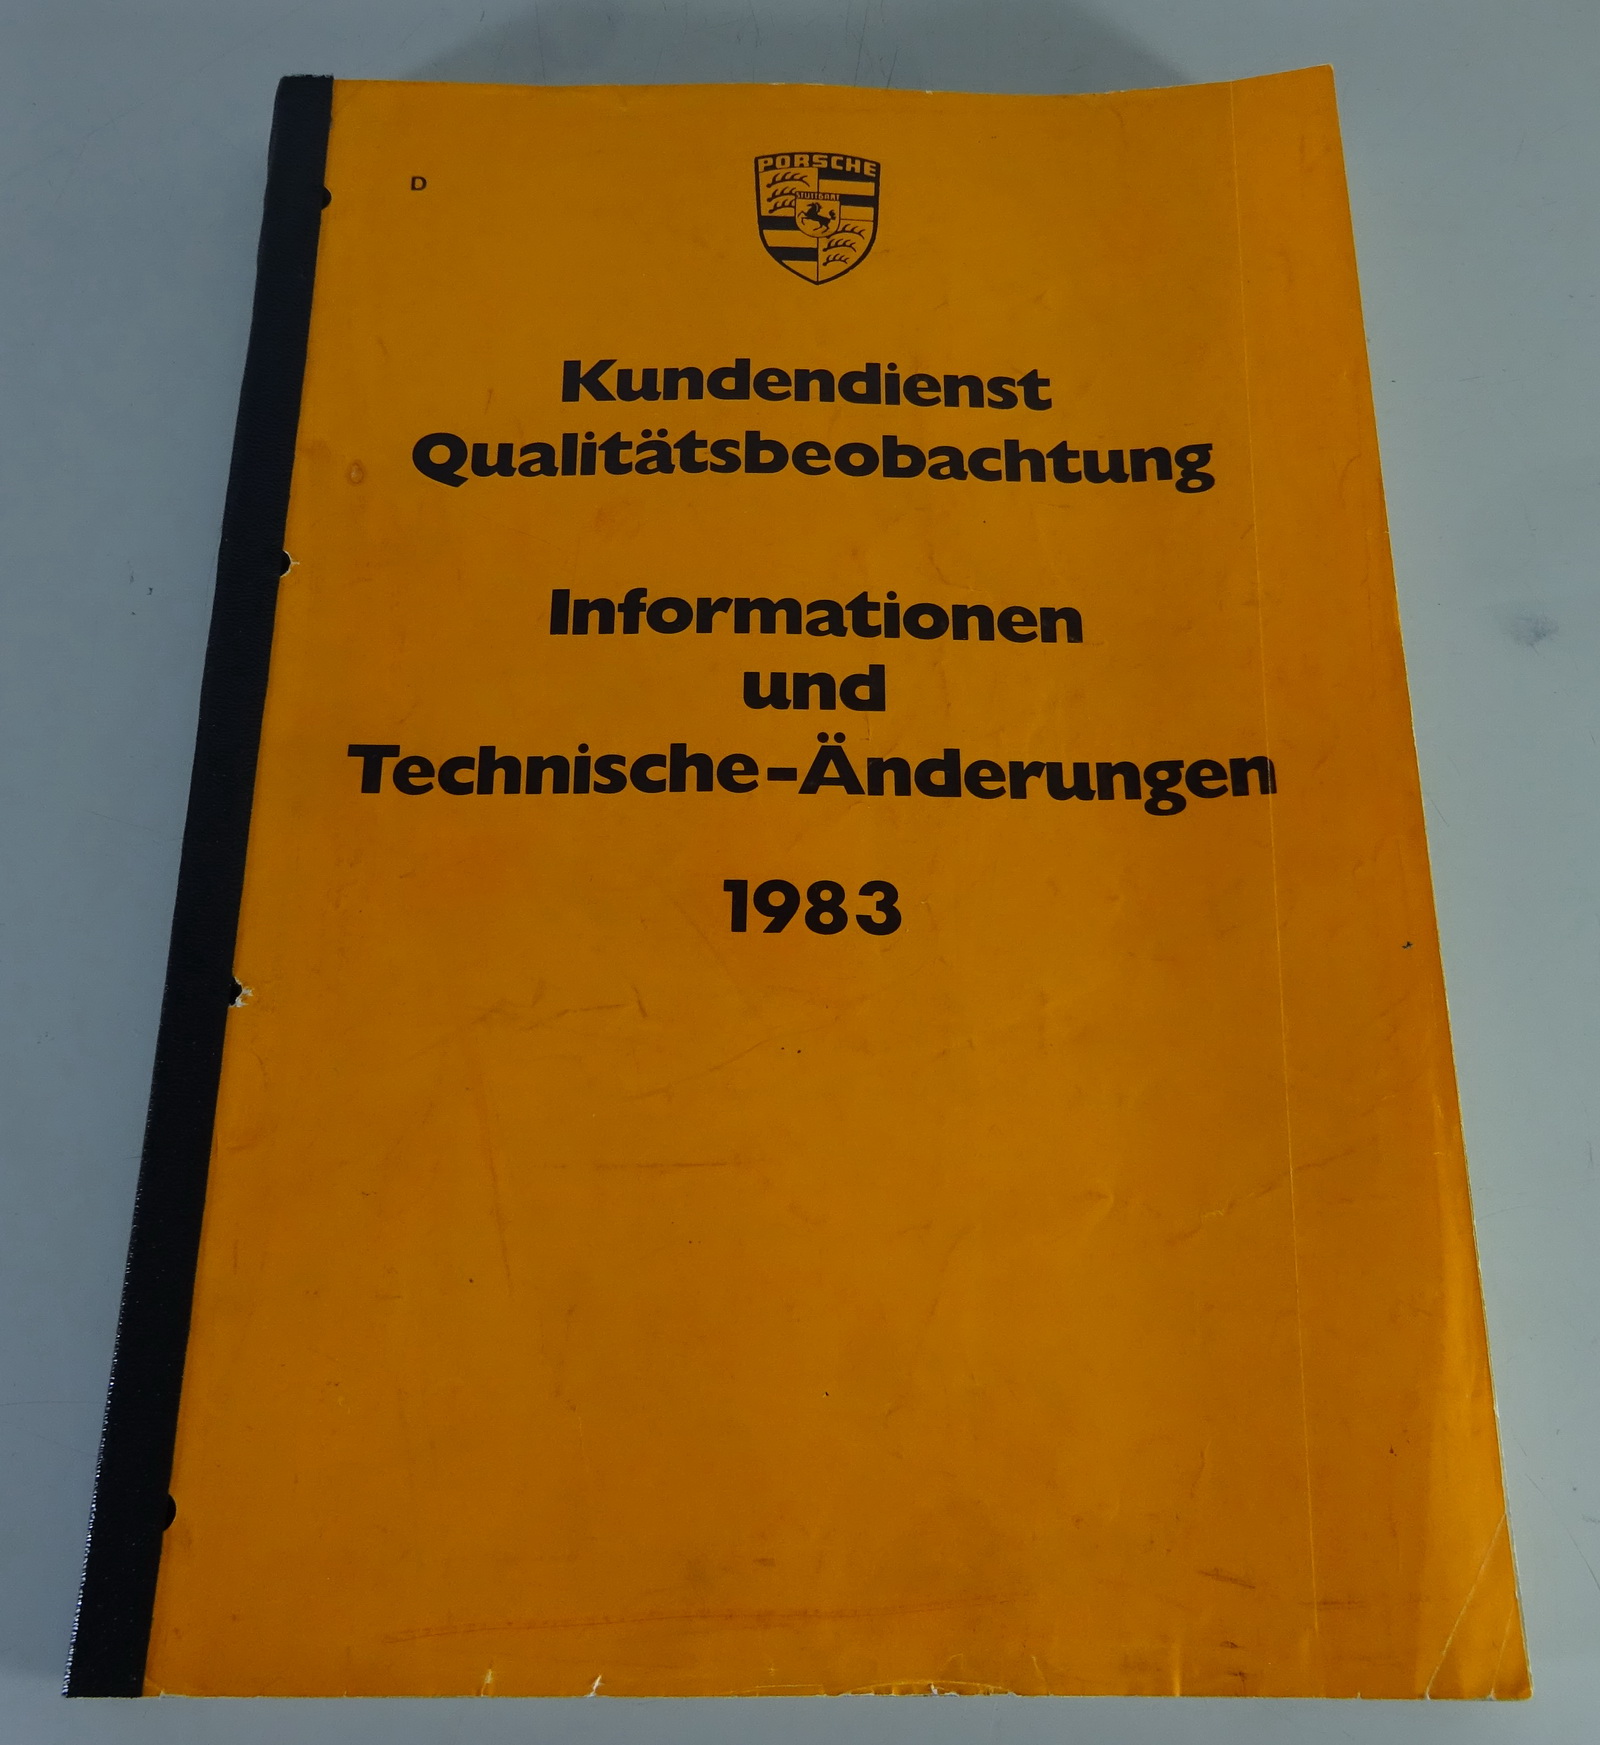 D
PORSCHE
STUTTGART
Kundendienst
Qualitätsbeobachtung
Informationen
und
Technische-Änderungen
1983